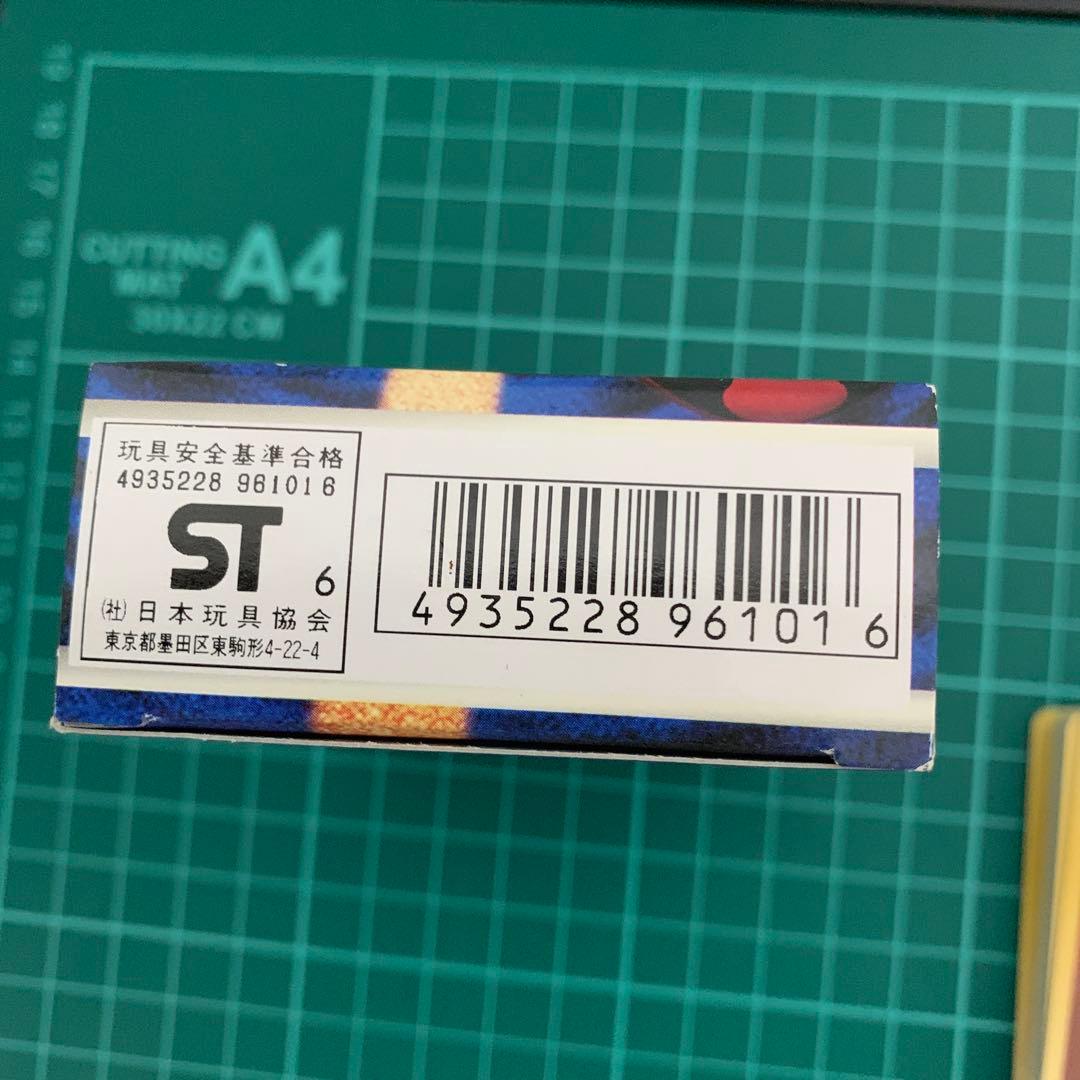 CUTTING
MAT
A4
30X22 CM
玩具安全基準合格
4935228 961016
ST
6
(社)日本玩具協会
東京都墨田区東駒形4-22-4
4935228 961016